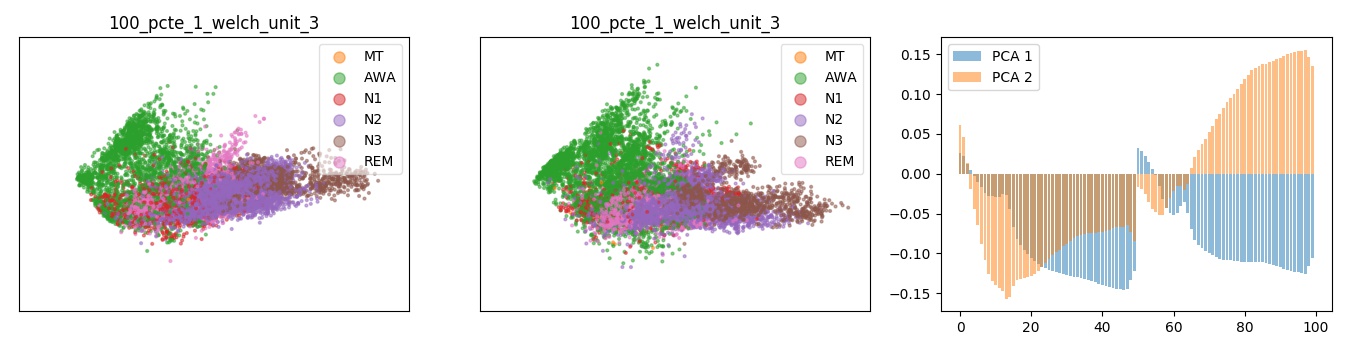 100_pcte_1_welch_unit_3
MT
AWA
N1
N2
N3
REM
100_pcte_1_welch_unit_3
MT
AWA
N1
N2
N3
REM
PCA 1
PCA 2
0.15
0.10
0.05
0.00
−0.05
−0.10
−0.15
0 20 40 60 80 100